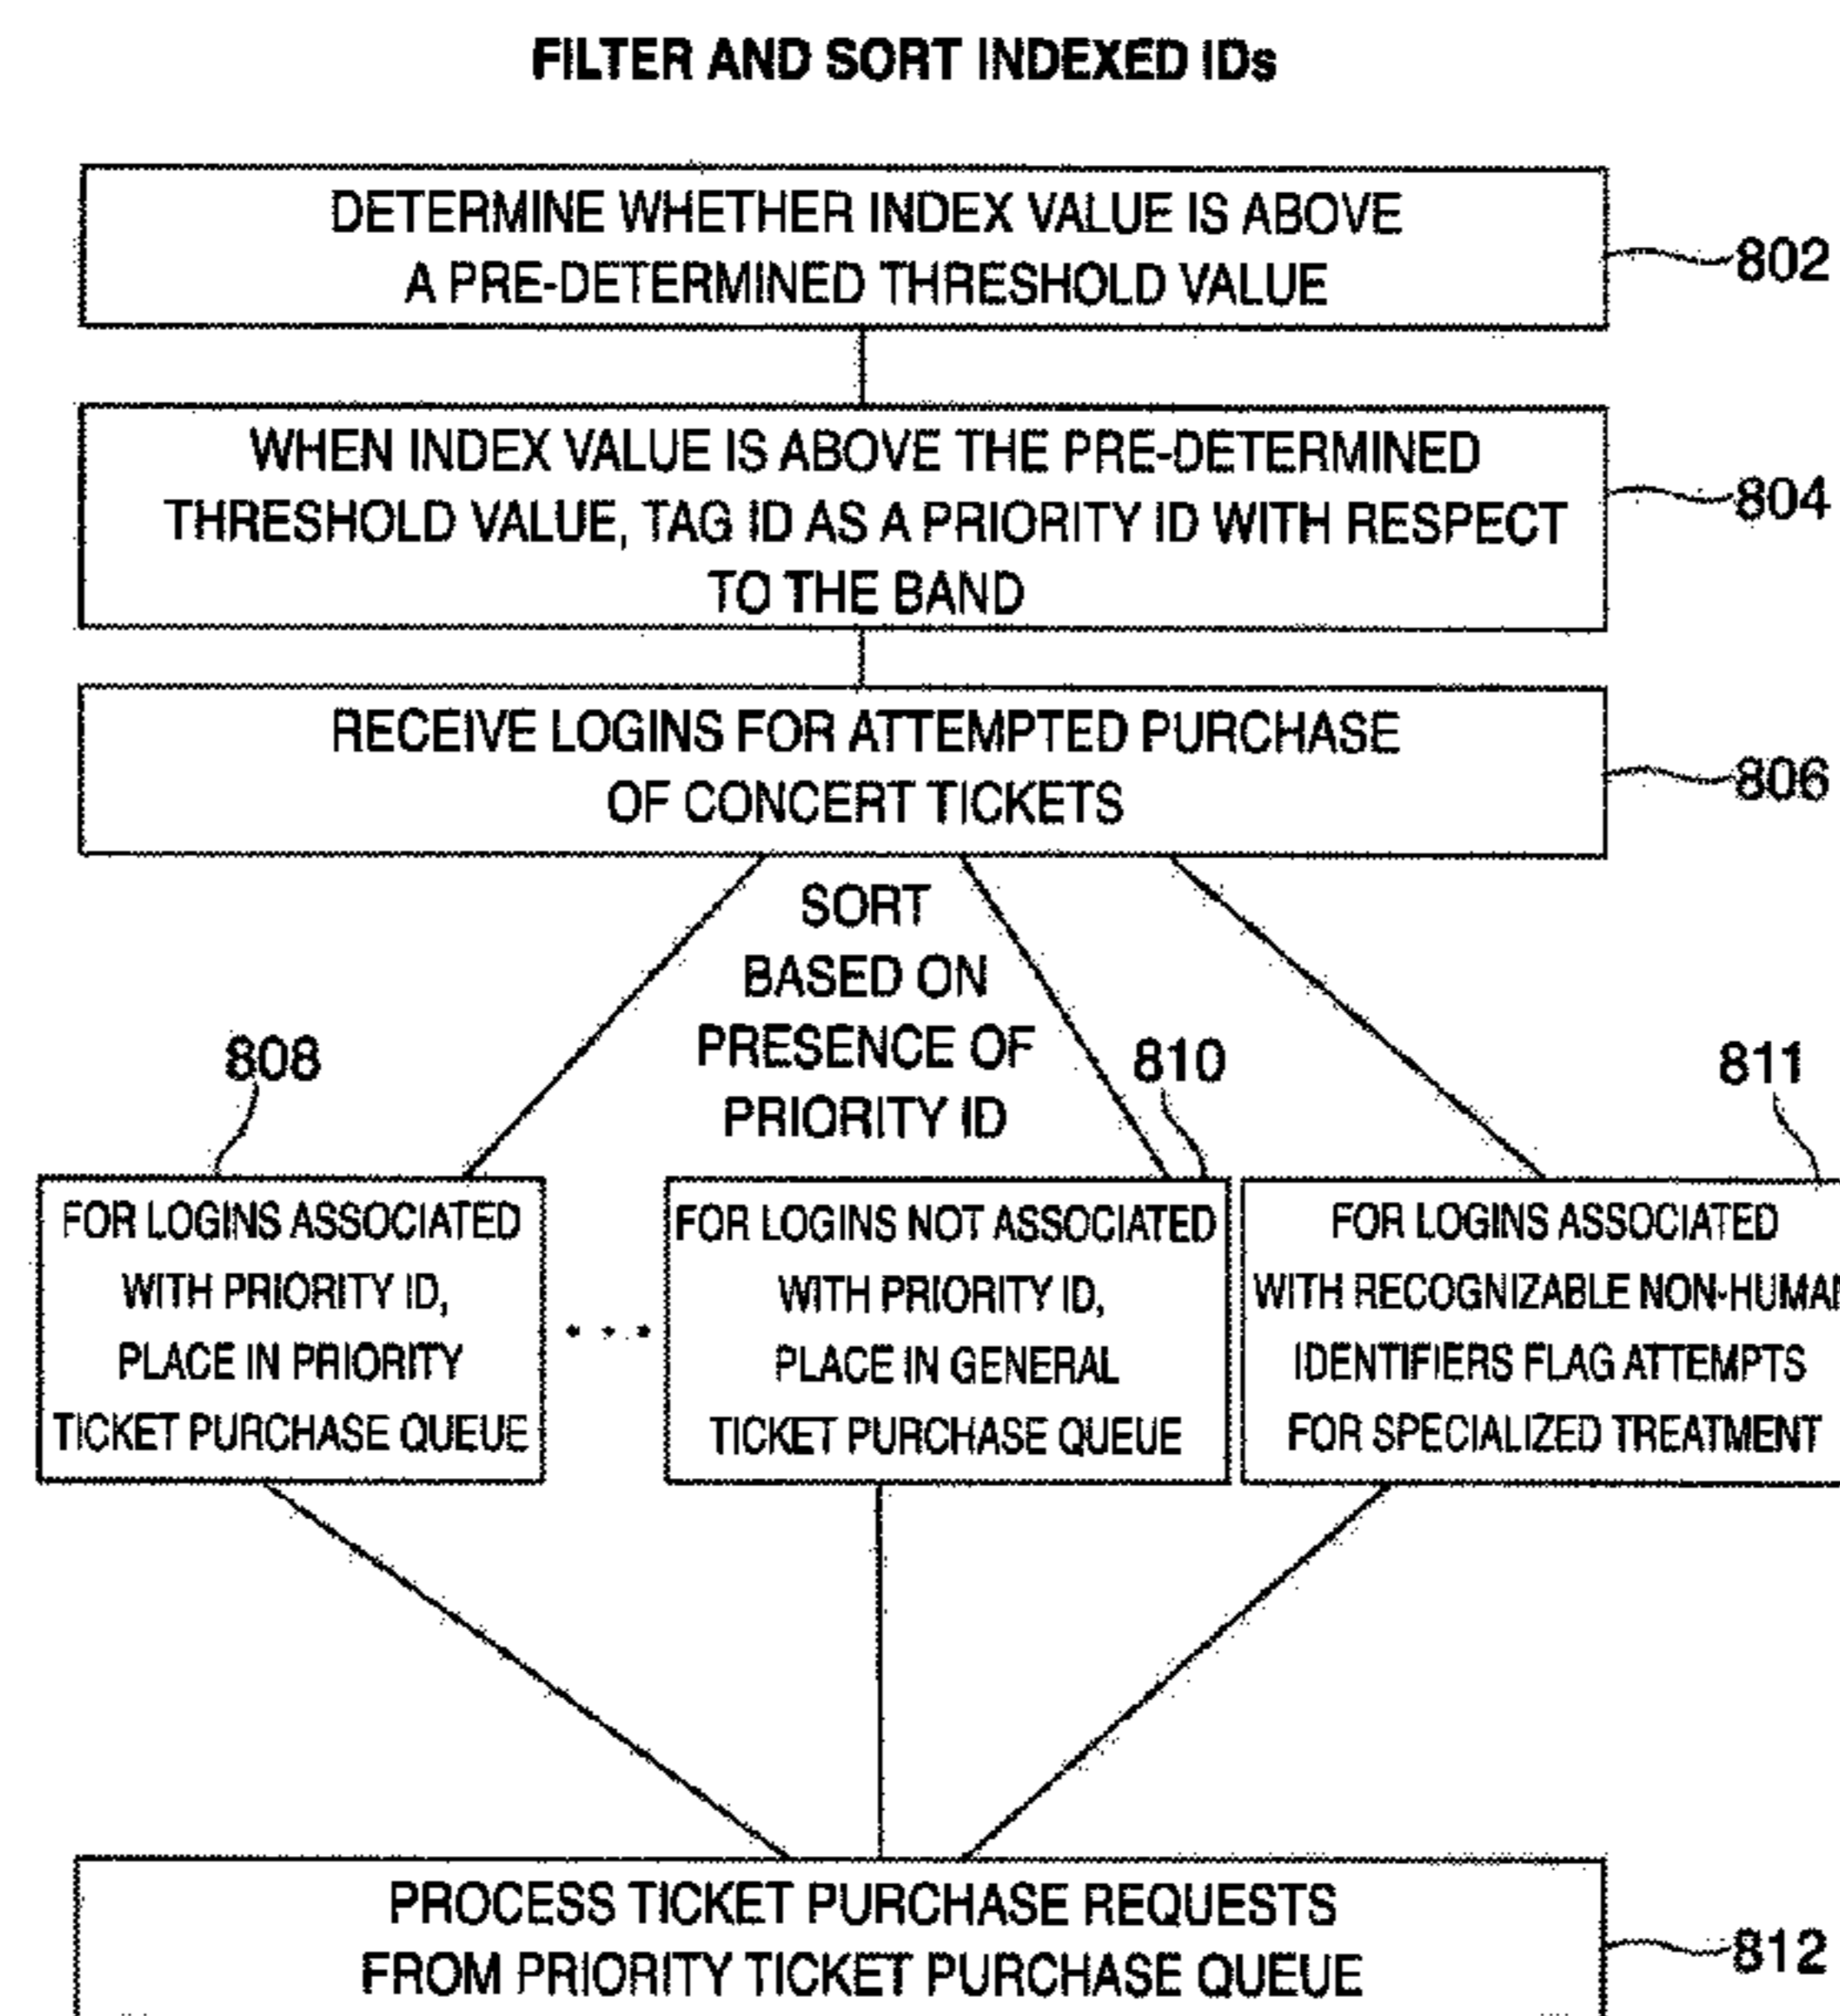 FILTER AND SORT INDEXED IDs
DETERMINE WHETHER INDEX VALUE IS ABOVE
A PRE-DETERMINED THRESHOLD VALUE
802
WHEN INDEX VALUE IS ABOVE THE PRE-DETERMINED
THRESHOLD VALUE, TAG ID AS A PRIORITY ID WITH RESPECT
TO THE BAND
804
RECEIVE LOGINS FOR ATTEMPTED PURCHASE
OF CONCERT TICKETS
806
SORT
BASED ON
PRESENCE OF
PRIORITY ID
808
FOR LOGINS ASSOCIATED
WITH PRIORITY ID,
PLACE IN PRIORITY
TICKET PURCHASE QUEUE
. . .
810
FOR LOGINS NOT ASSOCIATED
WITH PRIORITY ID,
PLACE IN GENERAL
TICKET PURCHASE QUEUE
811
FOR LOGINS ASSOCIATED
WITH RECOGNIZABLE NON-HUMAN
IDENTIFIERS FLAG ATTEMPTS
FOR SPECIALIZED TREATMENT
PROCESS TICKET PURCHASE REQUESTS
FROM PRIORITY TICKET PURCHASE QUEUE
812